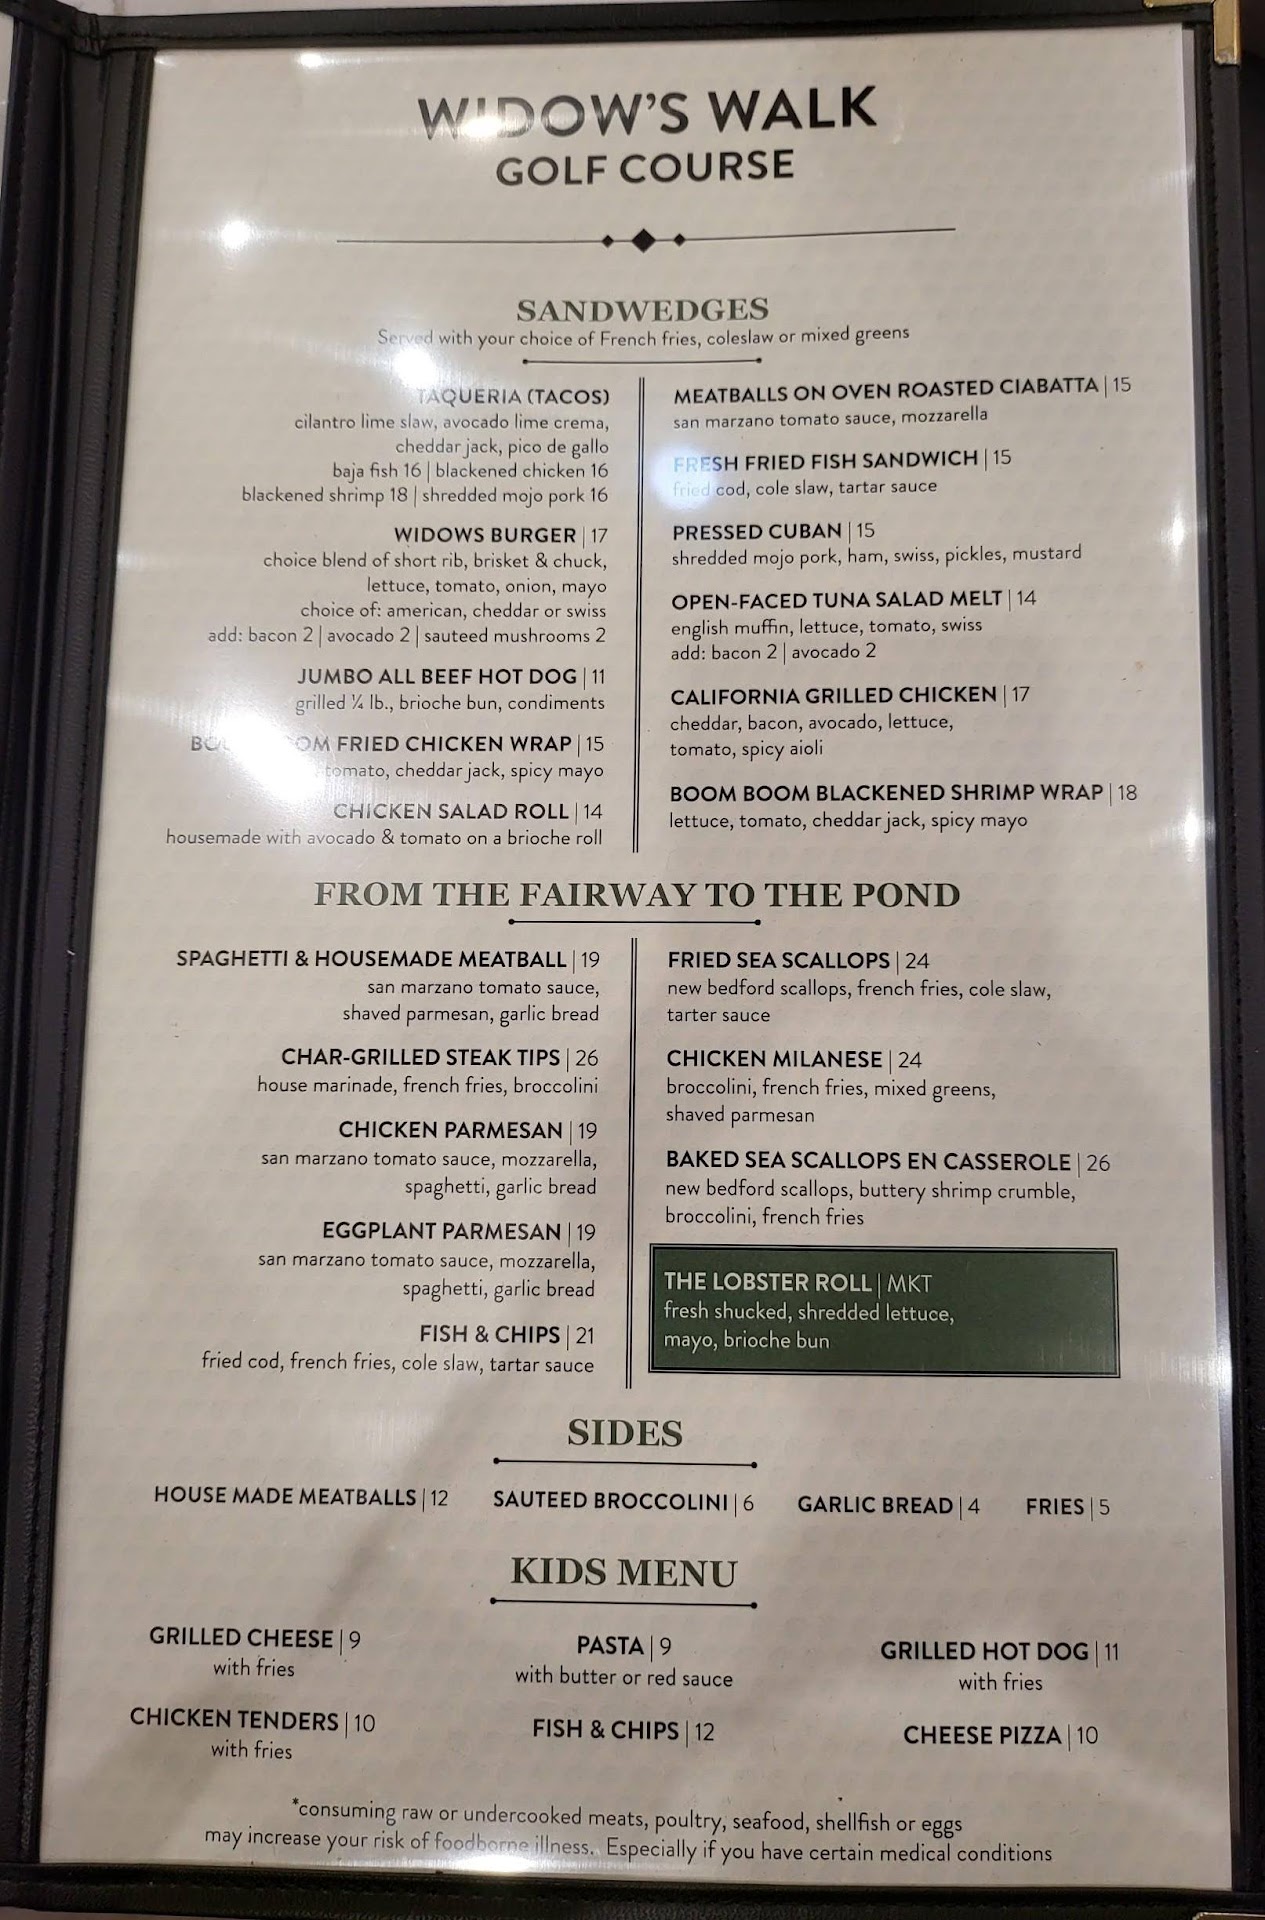 WIDOW'S WALK
GOLF COURSE
SANDWEDGES
Served with your choice of French fries, coleslaw or mixed greens
TAQUERIA (TACOS)
cilantro lime slaw, avocado lime crema,
cheddar jack, pico de gallo
baja fish 16 | blackened chicken 16
blackened shrimp 18 | shredded mojo pork 16
WIDOWS BURGER | 17
choice blend of short rib, brisket & chuck,
lettuce, tomato, onion, mayo
choice of: american, cheddar or swiss
add: bacon 2 | avocado 2 | sauteed mushrooms 2
JUMBO ALL BEEF HOT DOG | 11
grilled ¼ lb., brioche bun, condiments
FRIED CHICKEN WRAP | 15
tomato, cheddar jack, spicy mayo
CHICKEN SALAD ROLL | 14
housemade with avocado & tomato on a brioche roll
MEATBALLS ON OVEN ROASTED CIABATTA | 15
san marzano tomato sauce, mozzarella
FRESH FRIED FISH SANDWICH | 15
fried cod, cole slaw, tartar sauce
PRESSED CUBAN | 15
shredded mojo pork, ham, swiss, pickles, mustard
OPEN-FACED TUNA SALAD MELT | 14
english muffin, lettuce, tomato, swiss
add: bacon 2 | avocado 2
CALIFORNIA GRILLED CHICKEN | 17
cheddar, bacon, avocado, lettuce,
tomato, spicy aioli
BOOM BOOM BLACKENED SHRIMP WRAP | 18
lettuce, tomato, cheddar jack, spicy mayo
FROM THE FAIRWAY TO THE POND
SPAGHETTI & HOUSEMADE MEATBALL | 19
san marzano tomato sauce,
shaved parmesan, garlic bread
CHAR-GRILLED STEAK TIPS | 26
house marinade, french fries, broccolini
CHICKEN PARMESAN | 19
san marzano tomato sauce, mozzarella,
spaghetti, garlic bread
EGGPLANT PARMESAN | 19
san marzano tomato sauce, mozzarella,
spaghetti, garlic bread
FISH & CHIPS | 21
fried cod, french fries, cole slaw, tartar sauce
FRIED SEA SCALLOPS | 24
new bedford scallops, french fries, cole slaw,
tarter sauce
CHICKEN MILANESE | 24
broccolini, french fries, mixed greens,
shaved parmesan
BAKED SEA SCALLOPS EN CASSEROLE | 26
new bedford scallops, buttery shrimp crumble,
broccolini, french fries
THE LOBSTER ROLL | MKT
fresh shucked, shredded lettuce,
mayo, brioche bun
SIDES
HOUSE MADE MEATBALLS | 12 SAUTEED BROCCOLINI | 6 GARLIC BREAD | 4 FRIES | 5
KIDS MENU
GRILLED CHEESE | 9
with fries
PASTA | 9
with butter or red sauce
GRILLED HOT DOG | 11
with fries
CHICKEN TENDERS | 10
with fries
FISH & CHIPS | 12
CHEESE PIZZA | 10
*consuming raw or undercooked meats, poultry, seafood, shellfish or eggs
may increase your risk of foodborne illness. Especially if you have certain medical conditions